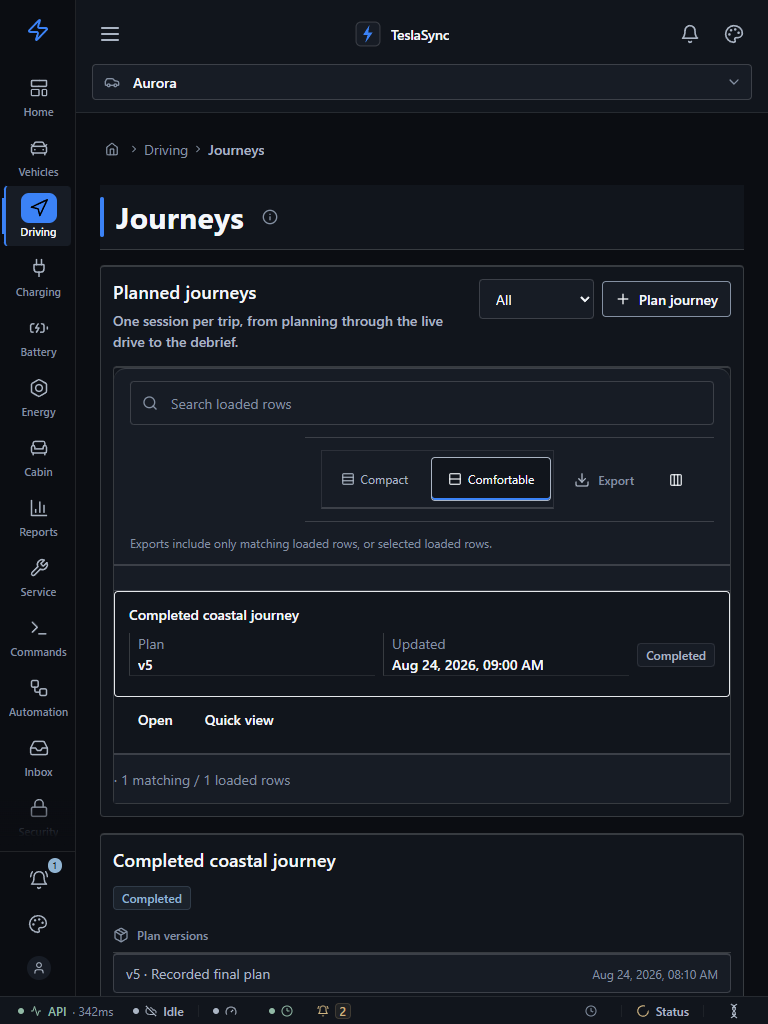 TeslaSync
Aurora
Home
Vehicles
Driving
Charging
Battery
Energy
Cabin
Reports
Service
Commands
Automation
Inbox
Security
1
Driving > Journeys
Journeys
Planned journeys
One session per trip, from planning through the live
drive to the debrief.
All
Plan journey
Search loaded rows
Compact
Comfortable
Export
Exports include only matching loaded rows, or selected loaded rows.
Completed coastal journey
Plan
v5
Updated
Aug 24, 2026, 09:00 AM
Completed
Open
Quick view
· 1 matching / 1 loaded rows
Completed coastal journey
Completed
Plan versions
v5 · Recorded final plan
Aug 24, 2026, 08:10 AM
API · 342ms
Idle
2
Status